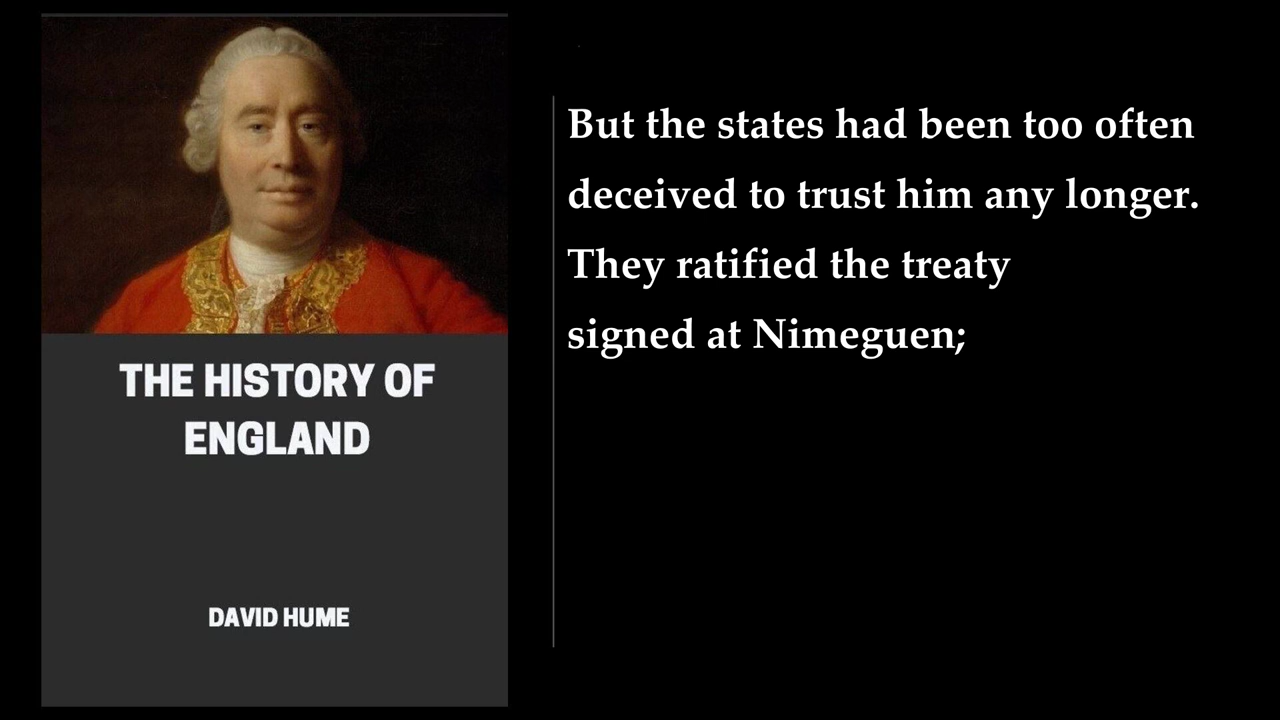 THE HISTORY OF
ENGLAND
DAVID HUME
But the states had been too often
deceived to trust him any longer.
They ratified the treaty
signed at Nimeguen;